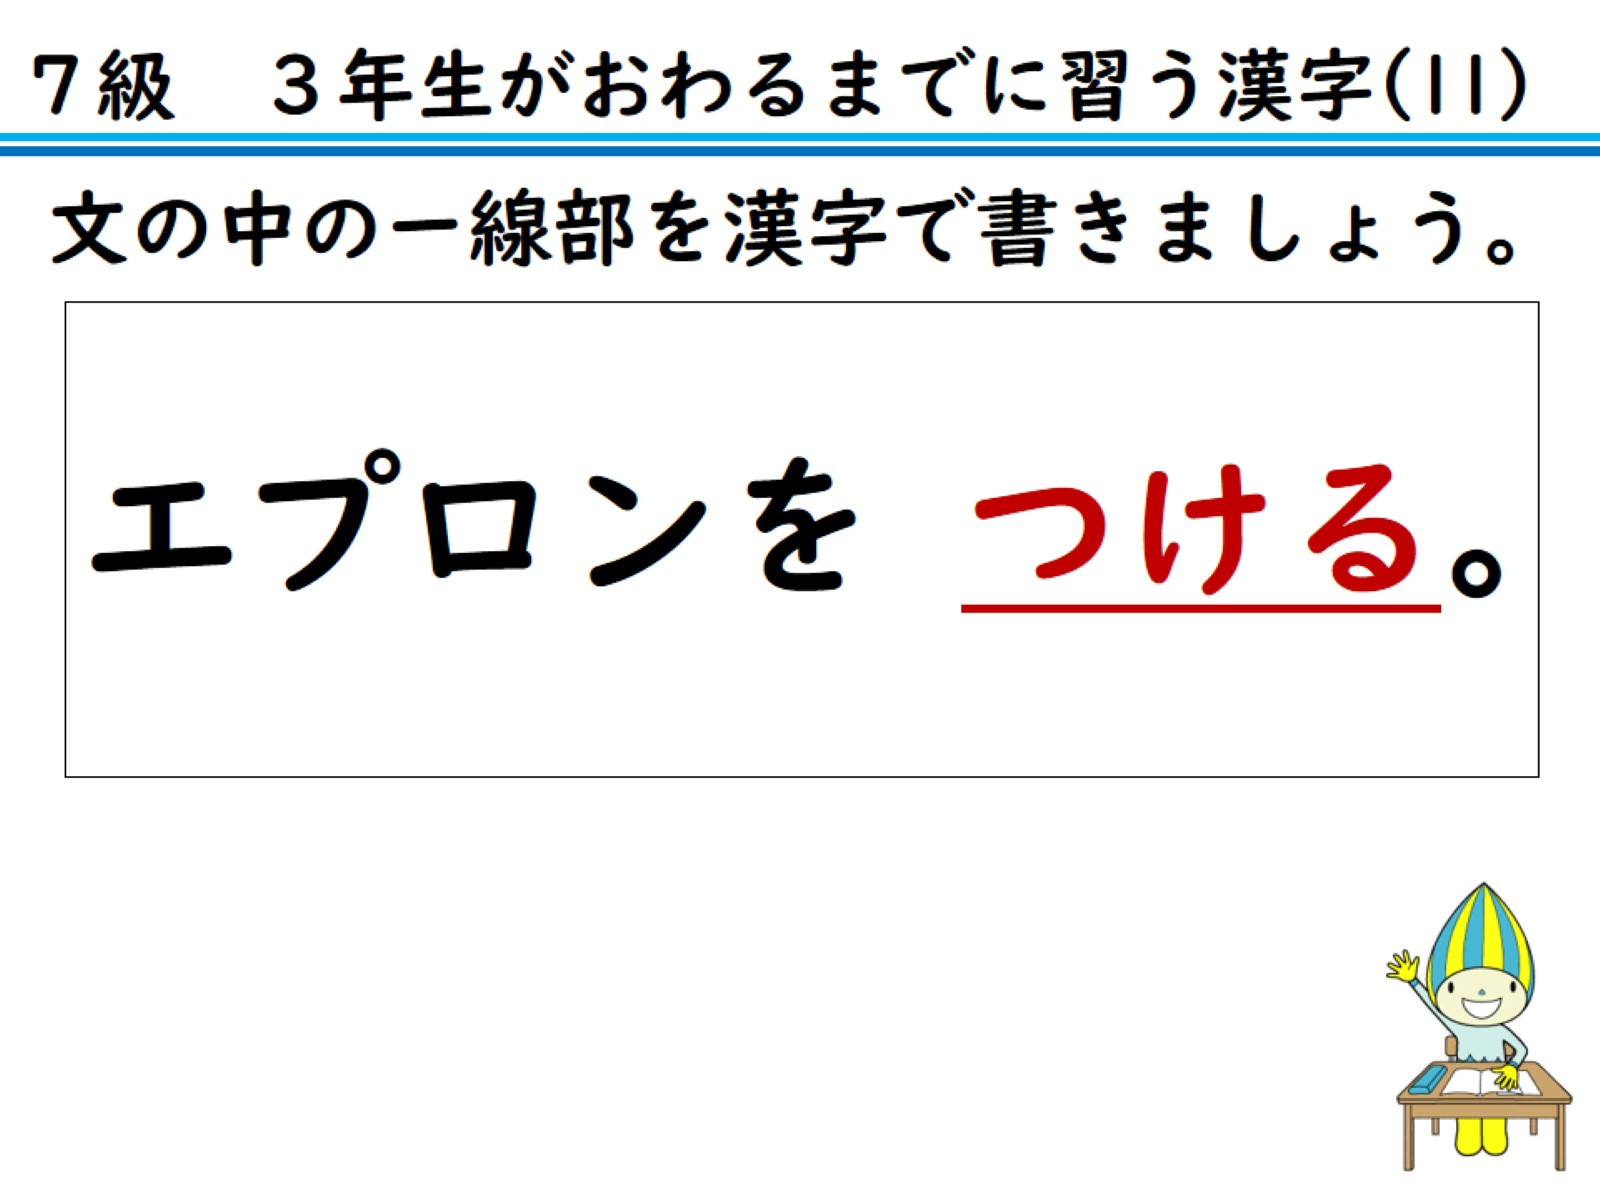 ７級　３年生がおわるまでに習う漢字(11)
文の中の一線部を漢字で書きましょう。
エプロンを　つける。